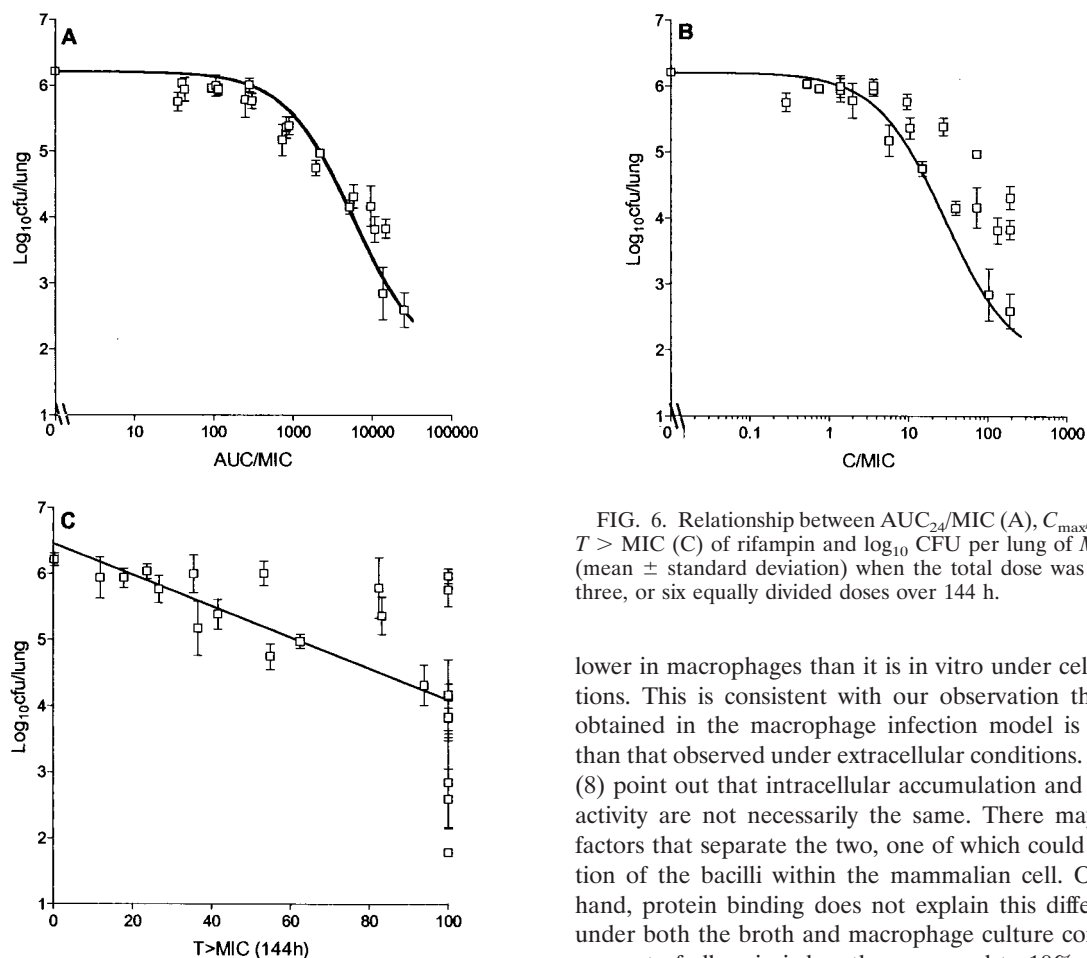 A
7
6
5
4
3
2
1
Log10cfu/lung
0
10
100
1000
10000
100000
AUC/MIC
B
7
6
5
4
3
2
1
Log10cfu/lung
0
0.1
1
10
100
1000
C/MIC
C
7
6
5
4
3
2
1
Log10cfu/lung
0
20
40
60
80
100
T>MIC (144h)
FIG. 6. Relationship between AUC24/MIC (A),
T > MIC (C) of rifampin and log10 CFU per lung of
(mean ± standard deviation) when the total dose was
three, or six equally divided doses over 144 h.
lower in macrophages than it is in vitro under
tions. This is consistent with our observation
obtained in the macrophage infection model is
than that observed under extracellular conditions.
(8) point out that intracellular accumulation and
activity are not necessarily the same. There
factors that separate the two, one of which could
tion of the bacilli within the mammalian cell.
hand, protein binding does not explain this
under both the broth and macrophage culture